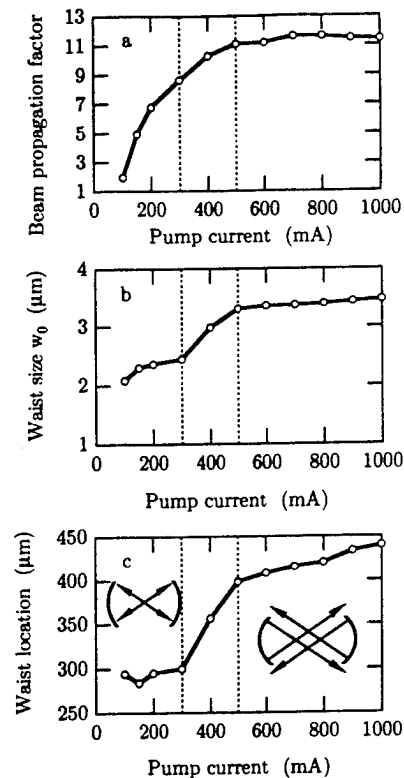 Beam propagation factor
a
13
11
9
7
5
3
1
0 200 400 600 800 1000
Pump current (mA)
Waist size w₀ (μm)
b
4
3
2
1
0 200 400 600 800 1000
Pump current (mA)
Waist location (μm)
c
450
400
350
300
250
0 200 400 600 800 1000
Pump current (mA)